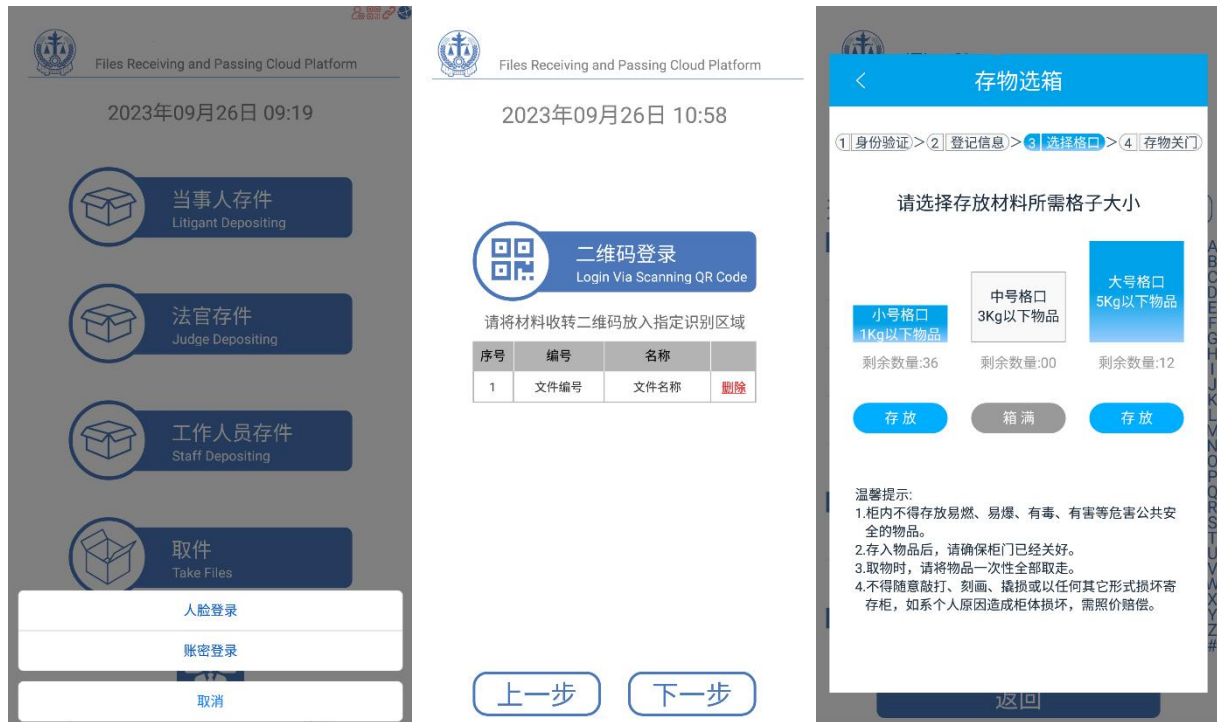 Files Receiving and Passing Cloud Platform
2023年09月26日 09:19
当事人存件
Litigant Depositing
法官存件
Judge Depositing
工作人员存件
Staff Depositing
取件
Take Files
人脸登录
账密登录
取消
Files Receiving and Passing Cloud Platform
2023年09月26日 10:58
二维码登录
Login Via Scanning QR Code
请将材料收转二维码放入指定识别区域
序号 编号 名称
1 文件编号 文件名称 删除
上一步 下一步
存物选箱
1 身份验证 > 2 登记信息 > 3 选择格口 > 4 存物关门
请选择存放材料所需格子大小
小号格口
1Kg以下物品
剩余数量:36
存 放
中号格口
3Kg以下物品
剩余数量:00
箱 满
大号格口
5Kg以下物品
剩余数量:12
存 放
温馨提示:
1.柜内不得存放易燃、易爆、有毒、有害等危害公共安
全的物品。
2.存入物品后，请确保柜门已经关好。
3.取物时，请将物品一次性全部取走。
4.不得随意敲打、刻画、撬损或以任何其它形式损坏寄
存柜，如系个人原因造成柜体损坏，需照价赔偿。
返回